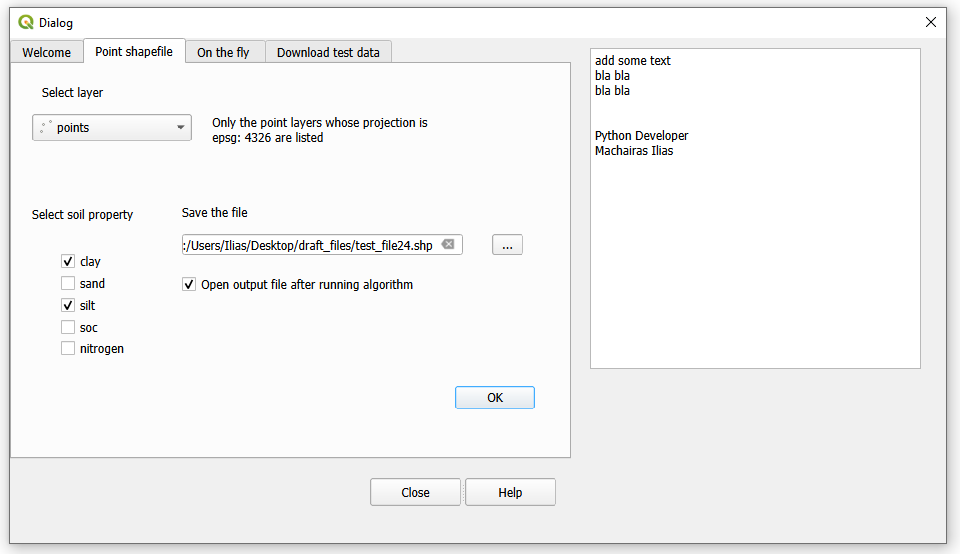 Dialog
Welcome
Point shapefile
On the fly
Download test data
Select layer
points
Only the point layers whose projection is
epsg: 4326 are listed
Select soil property
clay
sand
silt
soc
nitrogen
Save the file
:/Users/Ilias/Desktop/draft_files/test_file24.shp
...
Open output file after running algorithm
OK
Close
Help
add some text
bla bla
bla bla
Python Developer
Machairas Ilias